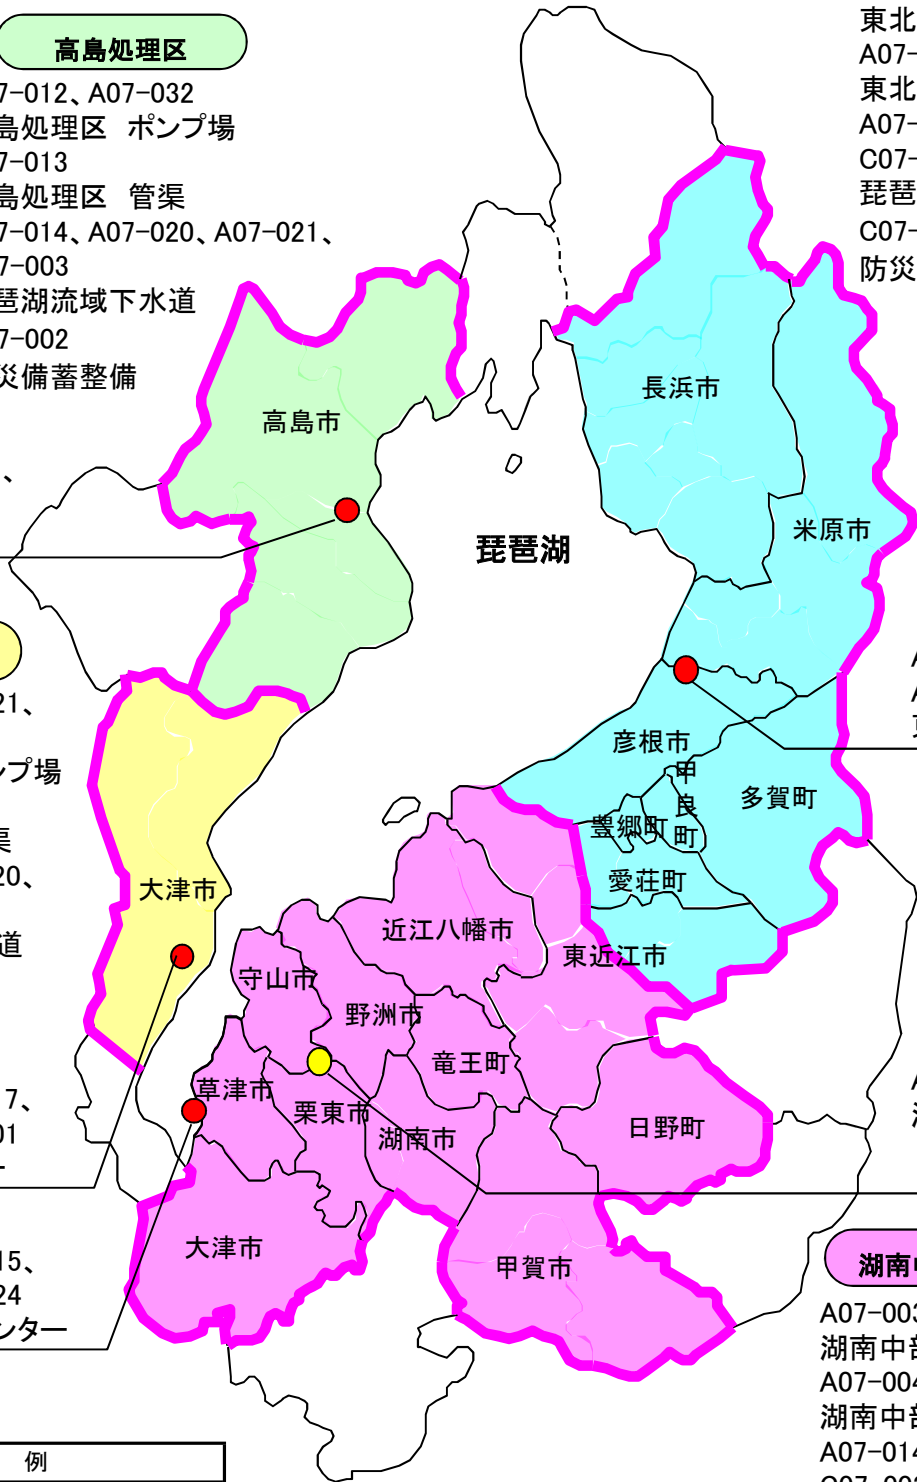 高島処理区
7-012、A07-032
島処理区 ポンプ場
7-013
島処理区 管渠
7-014、A07-020、A07-021、
7-003
琶湖流域下水道
7-002
災備蓄整備
、
東北
A07-
東北
A07-
C07-
琵琶
C07-
防災
長浜市
高島市
米原市
琵琶湖
21、
ンプ場
渠
20、
道
彦根市
甲良町
多賀町
豊郷町
愛荘町
大津市
近江八幡市
東近江市
守山市
野洲市
竜王町
草津市
栗東市
湖南市
日野町
7、
01
大津市
甲賀市
15、
24
ンター
湖南中
A07-003
湖南中部
A07-004
湖南中部
A07-014
例